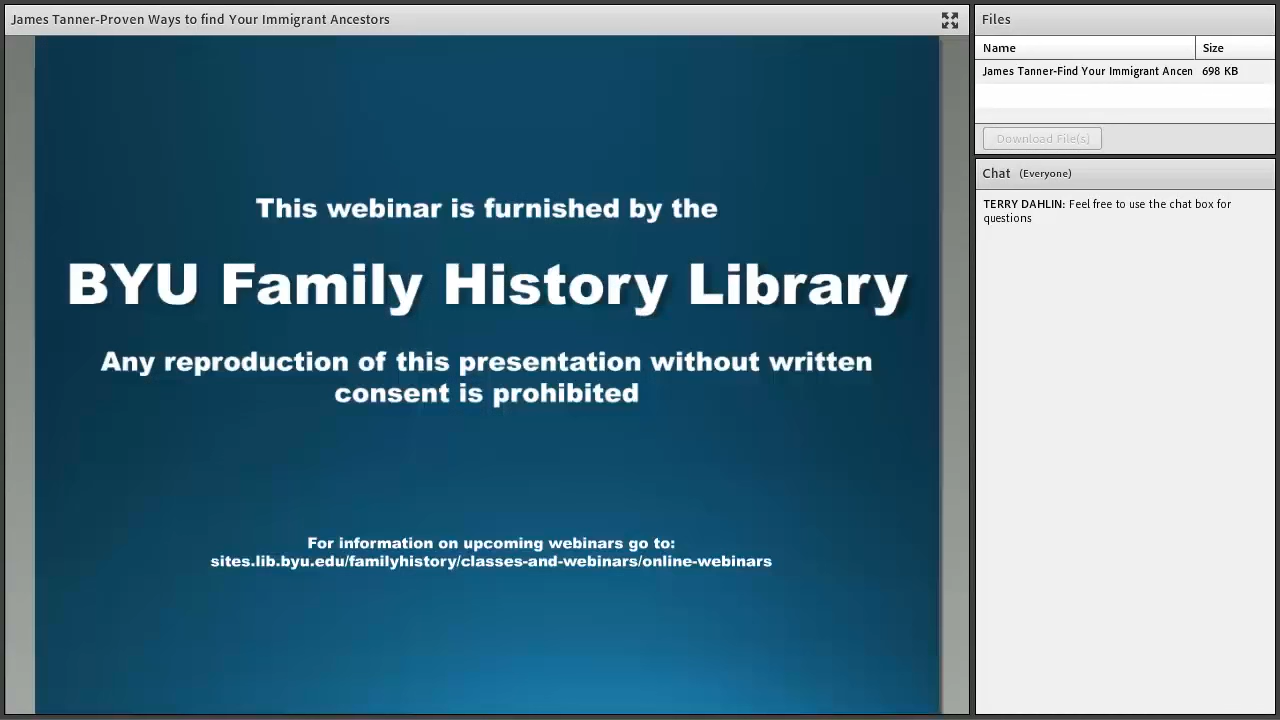 James Tanner-Proven Ways to find Your Immigrant Ancestors
This webinar is furnished by the
BYU Family History Library
Any reproduction of this presentation without written
consent is prohibited
For information on upcoming webinars go to:
sites.lib.byu.edu/familyhistory/classes-and-webinars/online-webinars
Files
Name Size
James Tanner-Find Your Immigrant Ancen 698 KB
Download File(s)
Chat (Everyone)
TERRY DAHLIN: Feel free to use the chat box for
questions